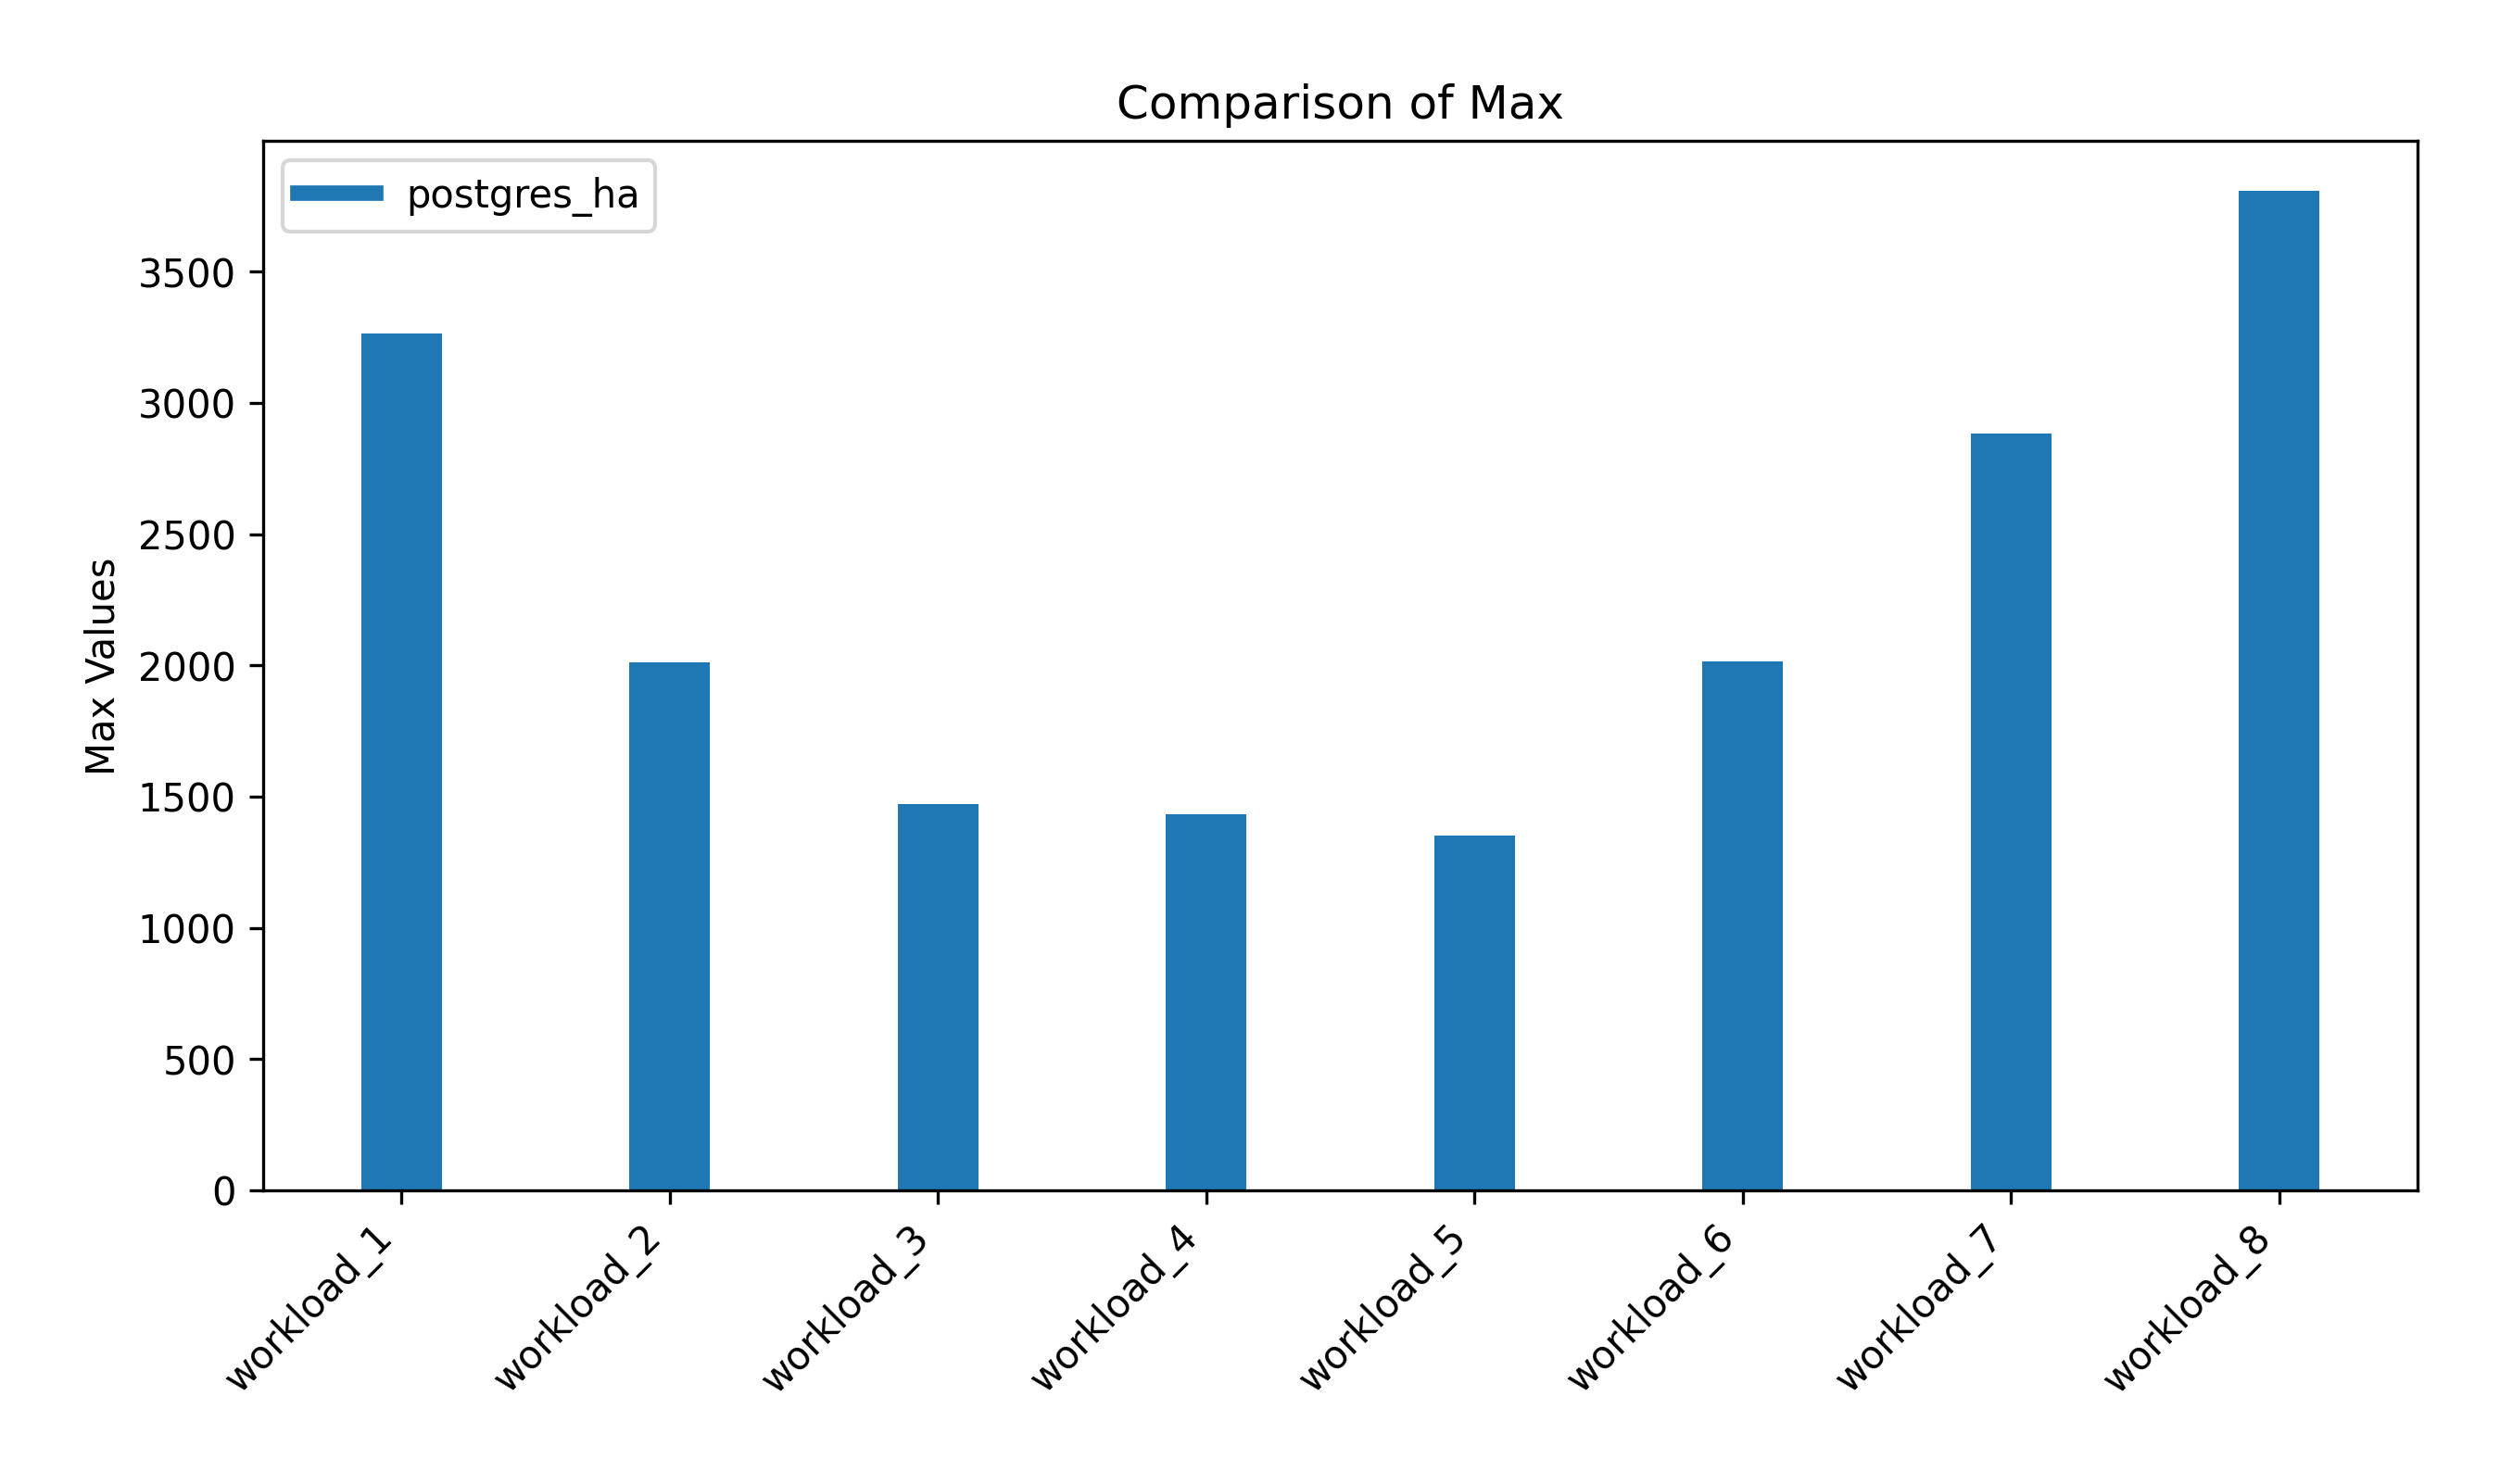 Comparison of Max
postgres_ha
Max Values
3500
3000
2500
2000
1500
1000
500
0
workload_1
workload_2
workload_3
workload_4
workload_5
workload_6
workload_7
workload_8